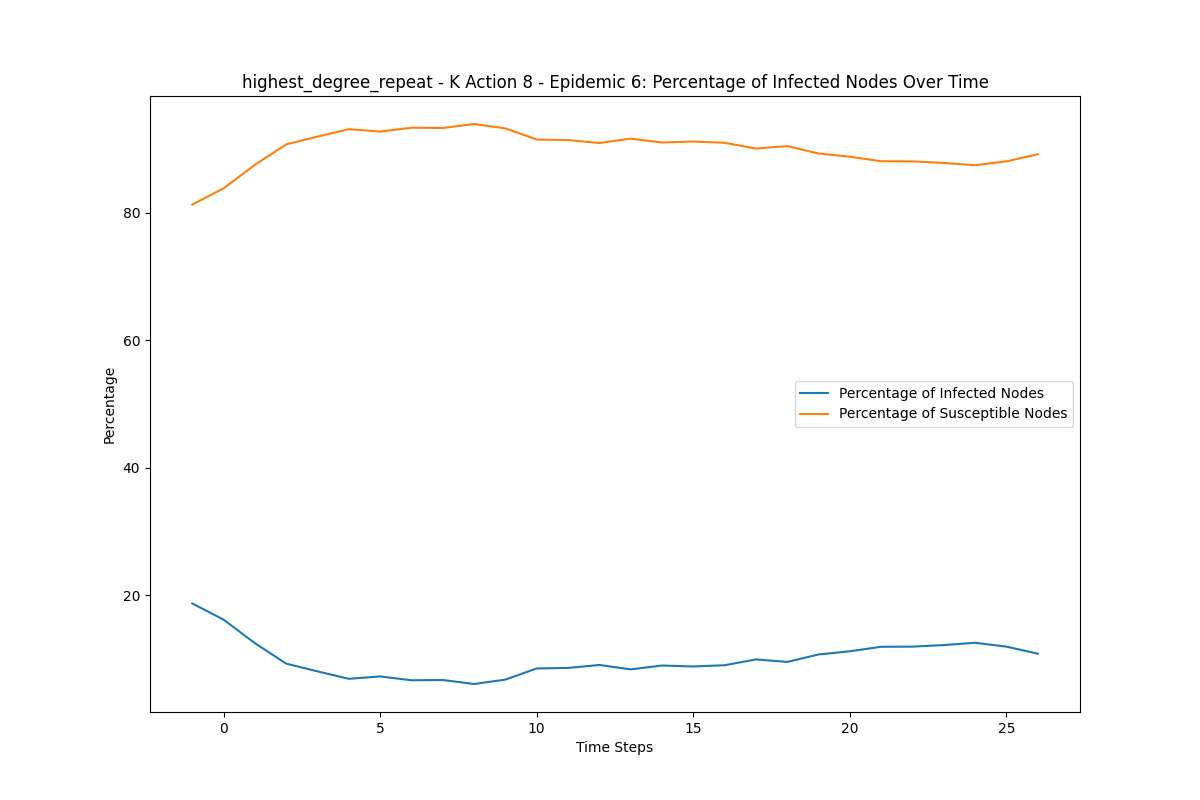 highest_degree_repeat - K Action 8 - Epidemic 6: Percentage of Infected Nodes Over Time
80
60
40
20
Percentage
Percentage of Infected Nodes
Percentage of Susceptible Nodes
0 5 10 15 20 25
Time Steps